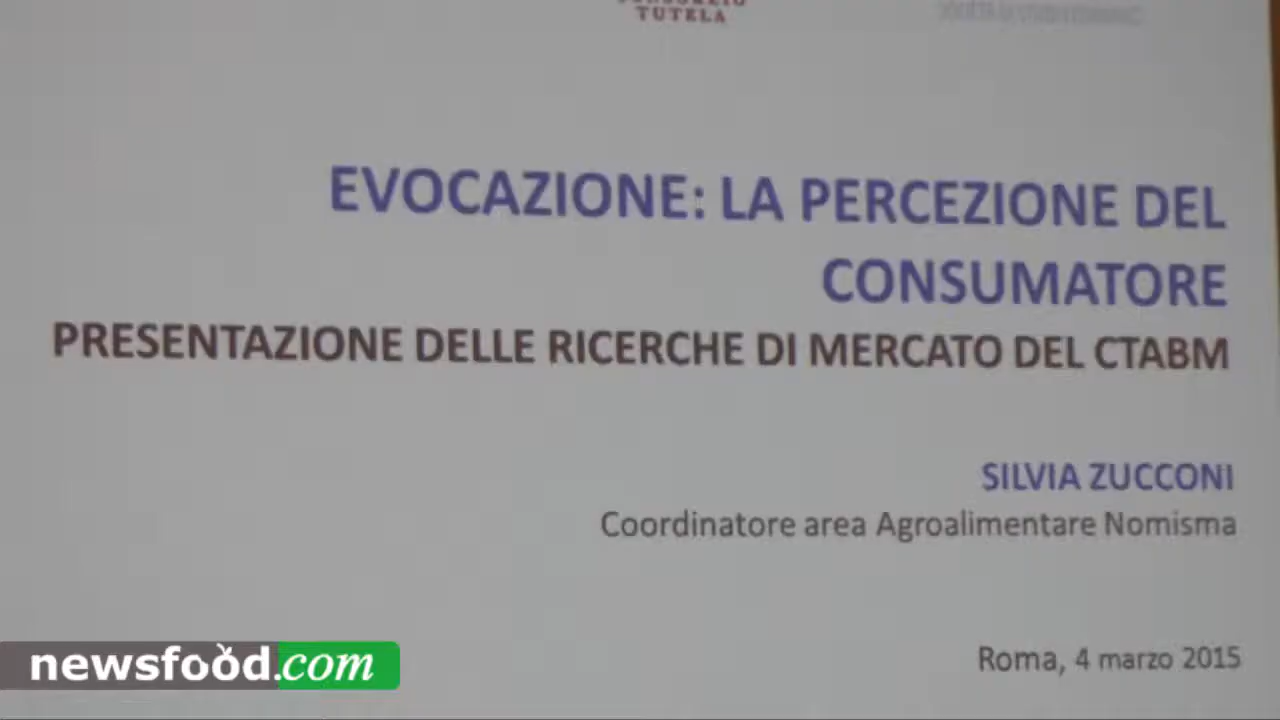 TUTELA
EVOCAZIONE: LA PERCEZIONE DEL
CONSUMATORE
PRESENTAZIONE DELLE RICERCHE DI MERCATO DEL CTABM
SILVIA ZUCCONI
Coordinatore area Agroalimentare Nomisma
Roma, 4 marzo 2015
newsfood.com